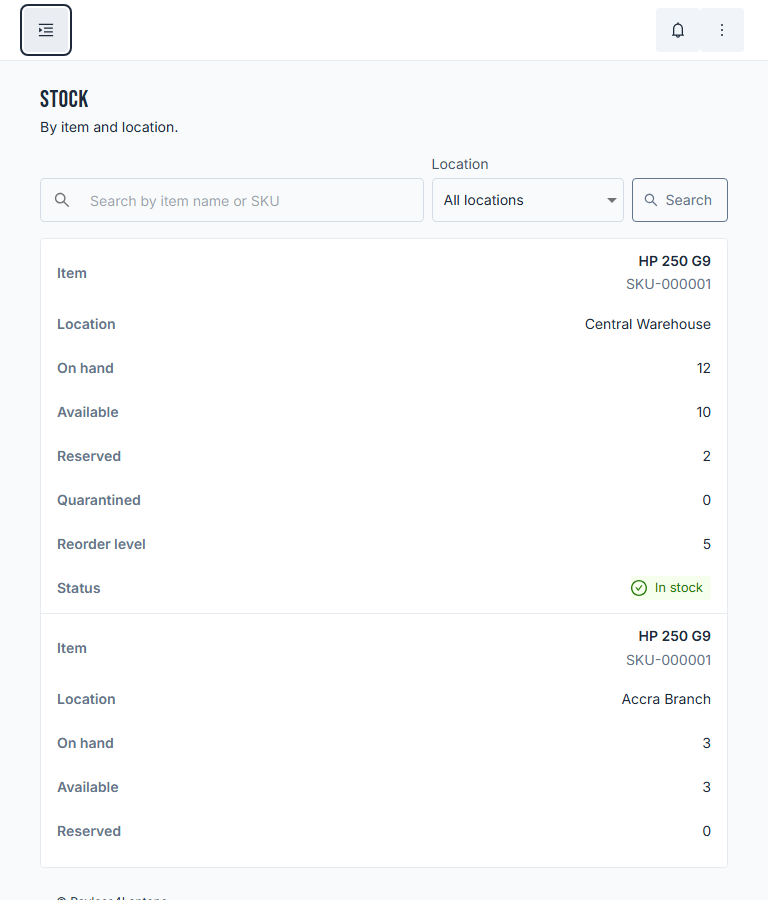 STOCK
By item and location.
Location
Search by item name or SKU
All locations
Search
Item
HP 250 G9
SKU-000001
Location
Central Warehouse
On hand
12
Available
10
Reserved
2
Quarantined
0
Reorder level
5
Status
In stock
Item
HP 250 G9
SKU-000001
Location
Accra Branch
On hand
3
Available
3
Reserved
0